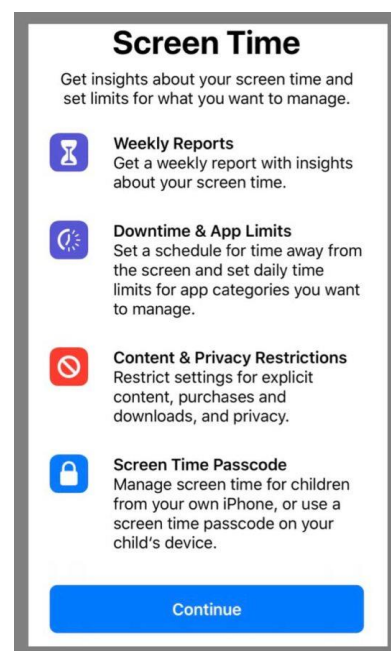 Screen Time
Get insights about your screen time and
set limits for what you want to manage.
Weekly Reports
Get a weekly report with insights
about your screen time.
Downtime & App Limits
Set a schedule for time away from
the screen and set daily time
limits for app categories you want
to manage.
Content & Privacy Restrictions
Restrict settings for explicit
content, purchases and
downloads, and privacy.
Screen Time Passcode
Manage screen time for children
from your own iPhone, or use a
screen time passcode on your
child's device.
Continue